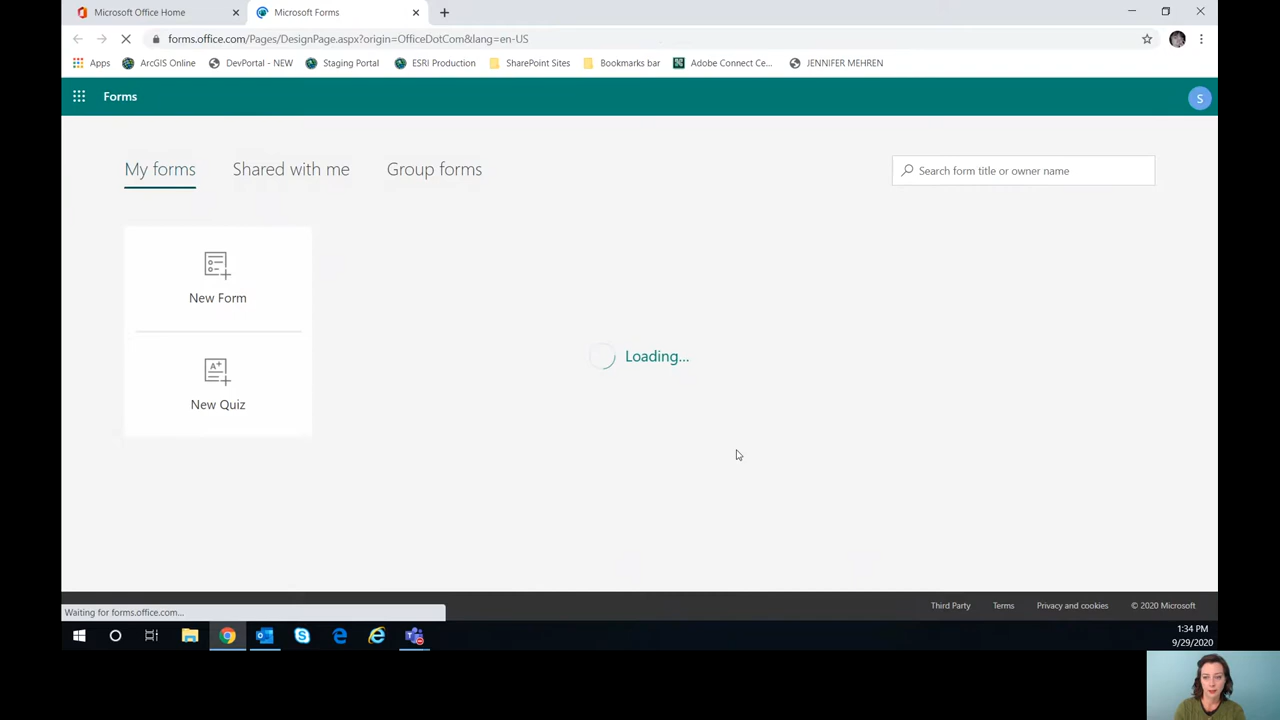 Microsoft Office Home
Microsoft Forms
forms.office.com/Pages/DesignPage.aspx?origin=OfficeDotCom&lang=en-US
Apps ArcGIS Online DevPortal - NEW Staging Portal ESRI Production SharePoint Sites Bookmarks bar Adobe Connect Ce... JENNIFER MEHREN
Forms
S
My forms Shared with me Group forms
Search form title or owner name
New Form
Loading...
A+
New Quiz
Third Party Terms Privacy and cookies © 2020 Microsoft
Waiting for forms.office.com...
1:34 PM
9/29/2020